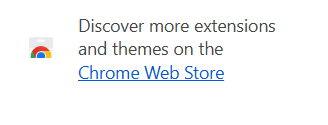 Discover more extensions
and themes on the
Chrome Web Store